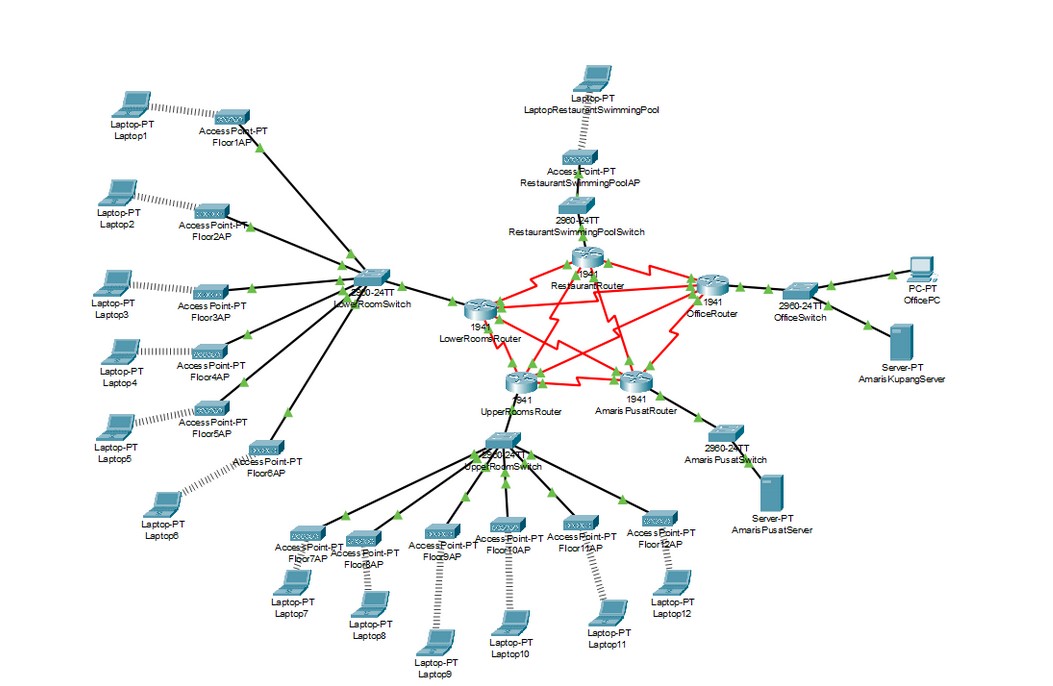 Laptop-PT
LaptopRestaurantSwimmingPool
Laptop-PT
Laptop1
AccessPoint-PT
Floor1AP
Access Point-PT
RestaurantSwimmingPoolAP
Laptop-PT
Laptop2
AccessPoint-PT
Floor2AP
2960-24TT
RestaurantSwimmingPoolSwitch
1941
RestaurantRouter
Laptop-PT
Laptop3
AccessPoint-PT
Floor3AP
2960-24TT
LowerRoomSwitch
1941
LowerRoomsRouter
1941
OfficeRouter
2960-24TT
OfficeSwitch
PC-PT
OfficePC
Laptop-PT
Laptop4
AccessPoint-PT
Floor4AP
Server-PT
AmarisKupangServer
1941
UpperRoomsRouter
1941
AmarisPusatRouter
Laptop-PT
Laptop5
AccessPoint-PT
Floor5AP
2960-24TT
AmarisPusatSwitch
AccessPoint-PT
Floor6AP
2960-24TT
UpperRoomSwitch
Laptop-PT
Laptop6
Server-PT
AmarisPusatServer
AccessPoint-PT
Floor7AP
AccessPoint-PT
Floor8AP
AccessPoint-PT
Floor9AP
AccessPoint-PT
Floor10AP
AccessPoint-PT
Floor11AP
AccessPoint-PT
Floor12AP
Laptop-PT
Laptop7
Laptop-PT
Laptop8
Laptop-PT
Laptop9
Laptop-PT
Laptop10
Laptop-PT
Laptop11
Laptop-PT
Laptop12